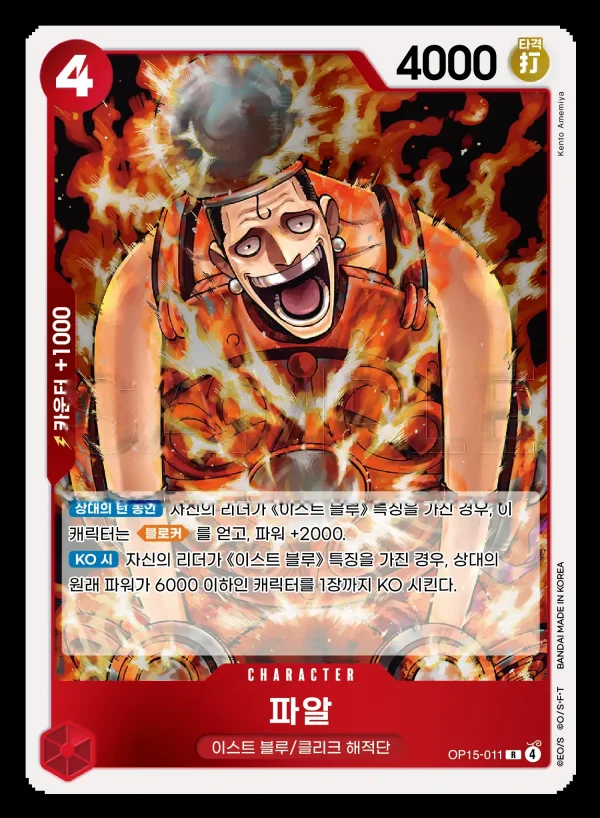 4
4000
타격
打
Kento Amemiya
카운터 +1000
SAMPLE
상대의 턴 동안 자신의 리더가 《이스트 블루》 특징을 가진 경우, 이
캐릭터는 블로커 를 얻고, 파워 +2000.
KO 시 자신의 리더가 《이스트 블루》 특징을 가진 경우, 상대의
원래 파워가 6000 이하인 캐릭터를 1장까지 KO 시킨다.
CHARACTER
파알
이스트 블루/클리크 해적단
OP15-011 R 4
©EO/S ©O/S·F·T BANDAI MADE IN KOREA